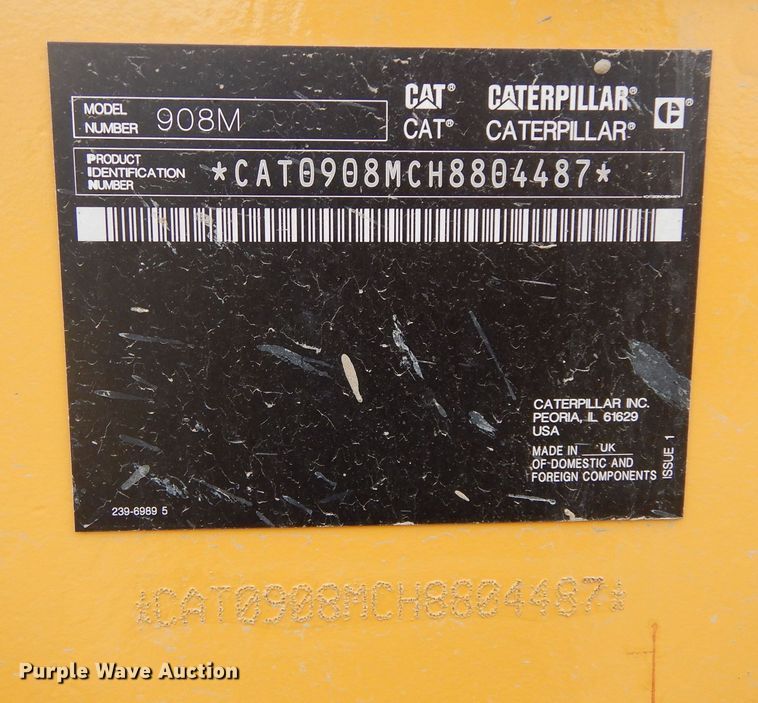 MODEL
NUMBER 908M
CAT® CATERPILLAR®
CAT® CATERPILLAR® C®
PRODUCT
IDENTIFICATION
NUMBER *CAT0908MCH8804487*
CATERPILLAR INC.
PEORIA, IL 61629
USA
MADE IN UK
OF DOMESTIC AND
FOREIGN COMPONENTS
ISSUE 1
239-6989 5
*CAT0908MCH8804487*
Purple Wave Auction